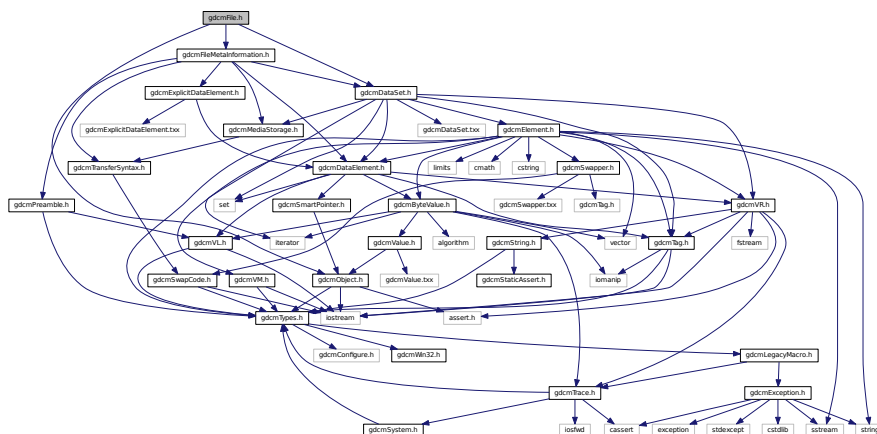 gdcmFile.h
gdcmFileMetaInformation.h
gdcmExplicitDataElement.h
gdcmDataSet.h
gdcmExplicitDataElement.txx
gdcmMediaStorage.h
gdcmDataSet.txx
gdcmElement.h
gdcmTransferSyntax.h
gdcmDataElement.h
limits
cmath
cstring
gdcmSwapper.h
gdcmPreamble.h
set
gdcmSmartPointer.h
gdcmByteValue.h
gdcmSwapper.txx
gdcmTag.h
gdcmVR.h
gdcmVL.h
iterator
gdcmValue.h
algorithm
gdcmString.h
vector
gdcmTag.h
fstream
gdcmSwapCode.h
gdcmVM.h
gdcmObject.h
gdcmValue.txx
gdcmStaticAssert.h
iomanip
gdcmTypes.h
iostream
assert.h
gdcmConfigure.h
gdcmWin32.h
gdcmLegacyMacro.h
gdcmTrace.h
gdcmException.h
gdcmSystem.h
iosfwd
cassert
exception
stdexcept
cstdlib
sstream
string